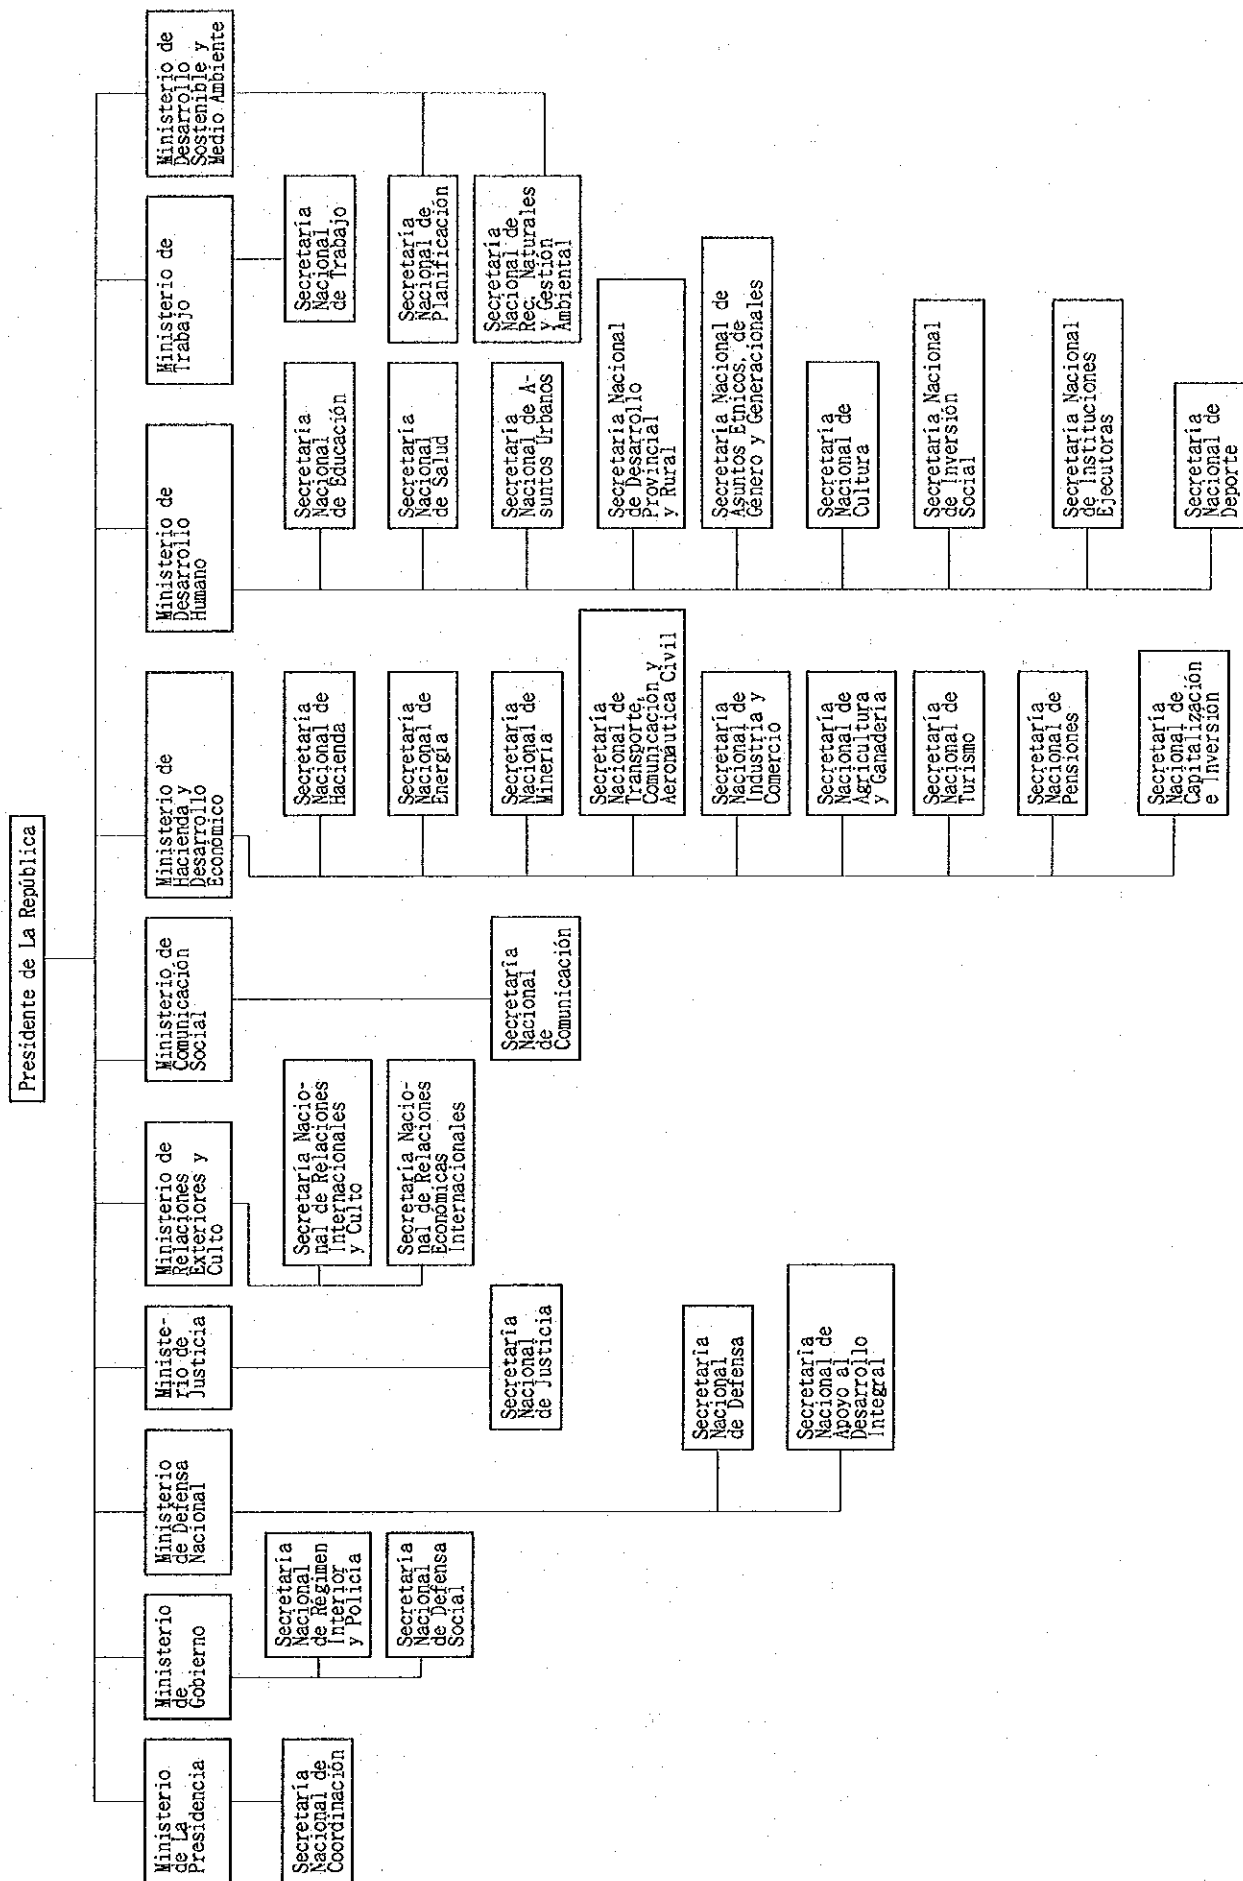 Presidente de La República
Ministerio
de La
Presidencia
Secretaría
Nacional de
Coordinación
Ministerio
de
Gobierno
Secretaría
Nacional
de Régimen
Interior
y Policía
Secretaría
Nacional
de Defensa
Social
Ministerio
de Defensa
Nacional
Secretaría
Nacional
de Defensa
Secretaría
Nacional de
Apoyo al
Desarrollo
Integral
Ministe-
rio de
Justicia
Secretaría
Nacional
de Justicia
Ministerio de
Relaciones
Exteriores y
Culto
Secretaría Nacio-
nal de Relaciones
Internacionales
y Culto
Secretaría Nacio-
nal de Relaciones
Económicas
Internacionales
Ministerio de
Comunicación
Social
Secretaría
Nacional
de
Comunicación
Ministerio de
Hacienda y
Desarrollo
Económico
Secretaría
Nacional de
Hacienda
Secretaría
Nacional de
Energía
Secretaría
Nacional de
Minería
Secretaría
Nacional de
Transporte,
Comunicación y
Aeronáutica Civil
Secretaría
Nacional de
Industria y
Comercio
Secretaría
Nacional de
Agricultura
y Ganadería
Secretaría
Nacional de
Turismo
Secretaría
Nacional de
Pensiones
Secretaría
Nacional de
Capitalización
e Inversión
Ministerio de
Desarrollo
Humano
Secretaría
Nacional
de Educación
Secretaría
Nacional
de Salud
Secretaría
Nacional de A-
suntos Urbanos
Secretaría Nacional
de Desarrollo
Provincial
y Rural
Secretaría Nacional de
Asuntos Etnicos, de
Género y Generacionales
Secretaría
Nacional de
Cultura
Secretaría Nacional
de Inversión
Social
Secretaría Nacional
de Instituciones
Ejecutoras
Secretaría
Nacional de
Deporte
Ministerio de
Trabajo
Secretaría
Nacional
de Trabajo
Ministerio de
Desarrollo
Sostenible y
Medio Ambiente
Secretaría
Nacional de
Planificación
Secretaría
Nacional de
Rec. Naturales
y Gestión
Ambiental